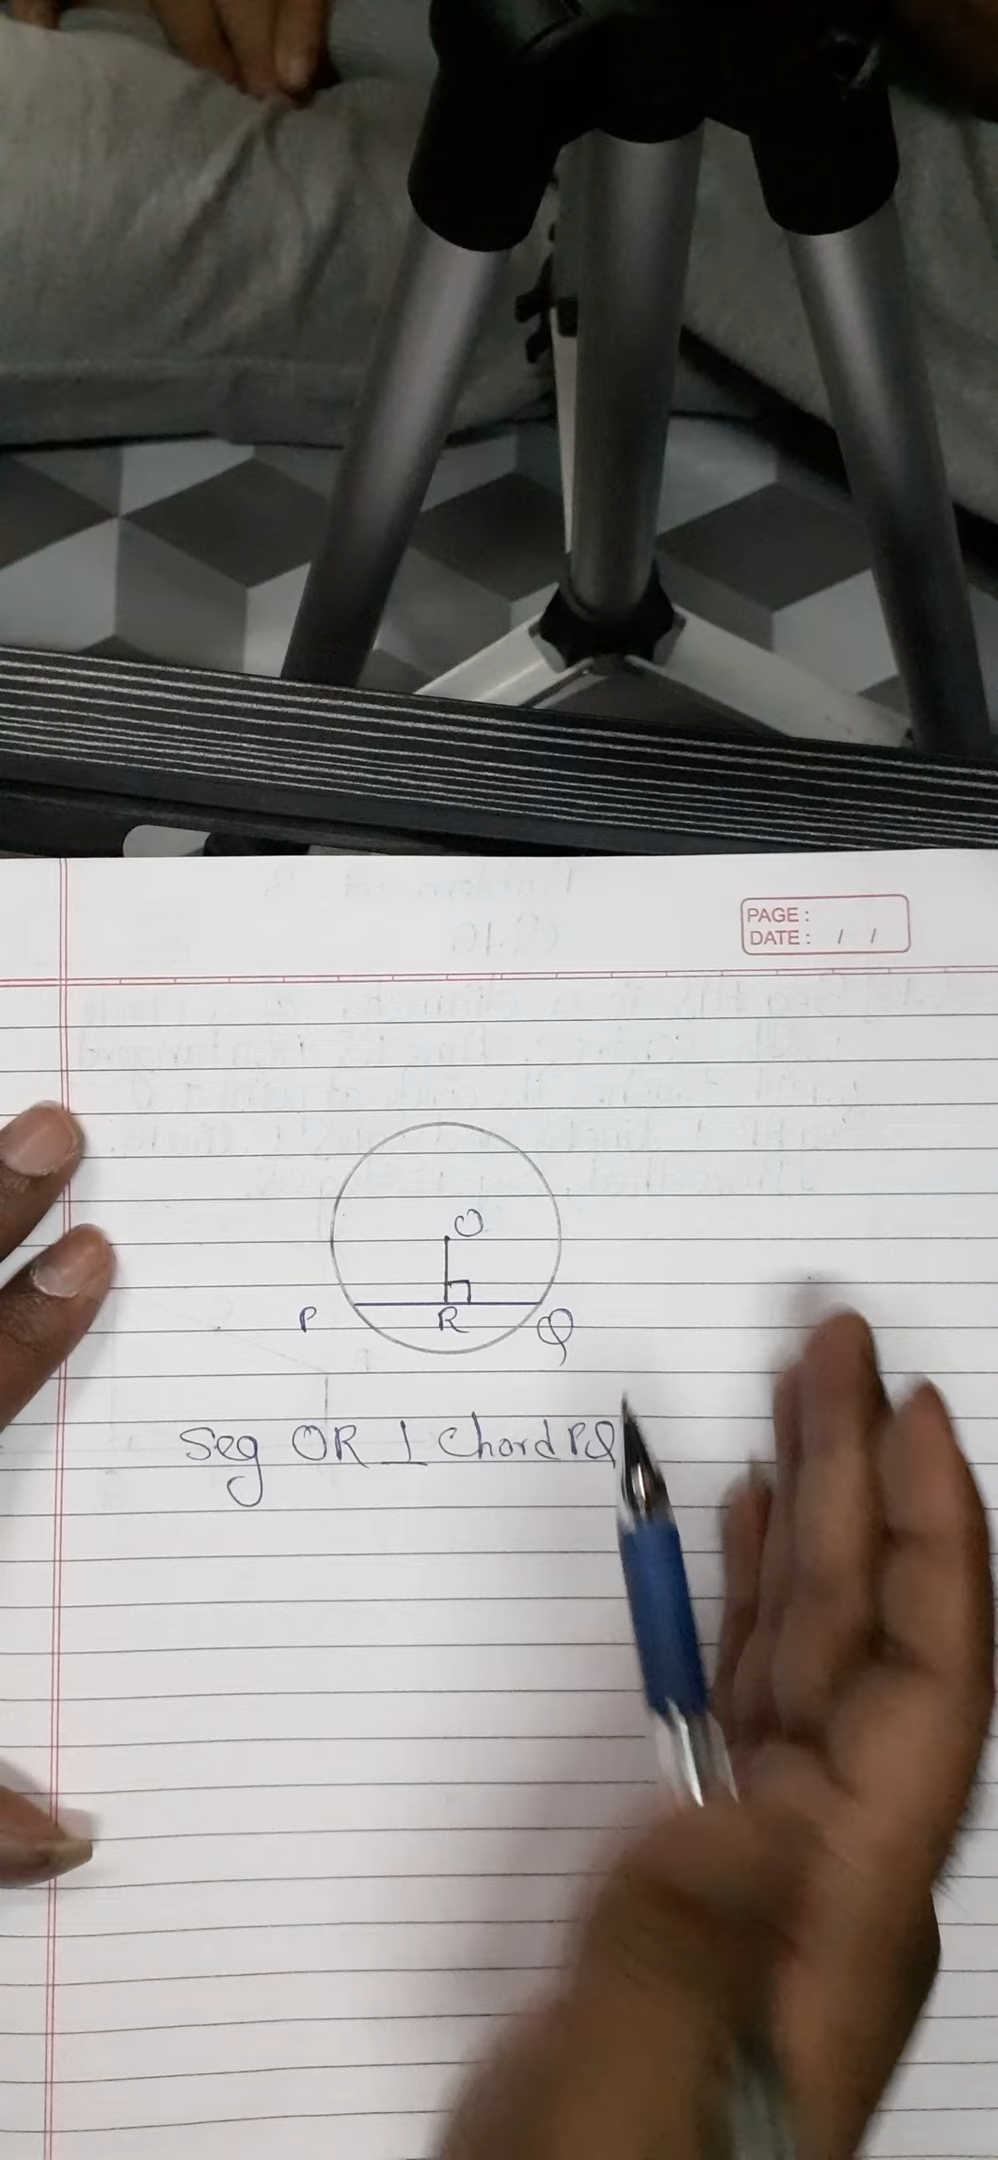 PAGE :
DATE : / /
O
P R Q
Seg OR ⊥ Chord PQ